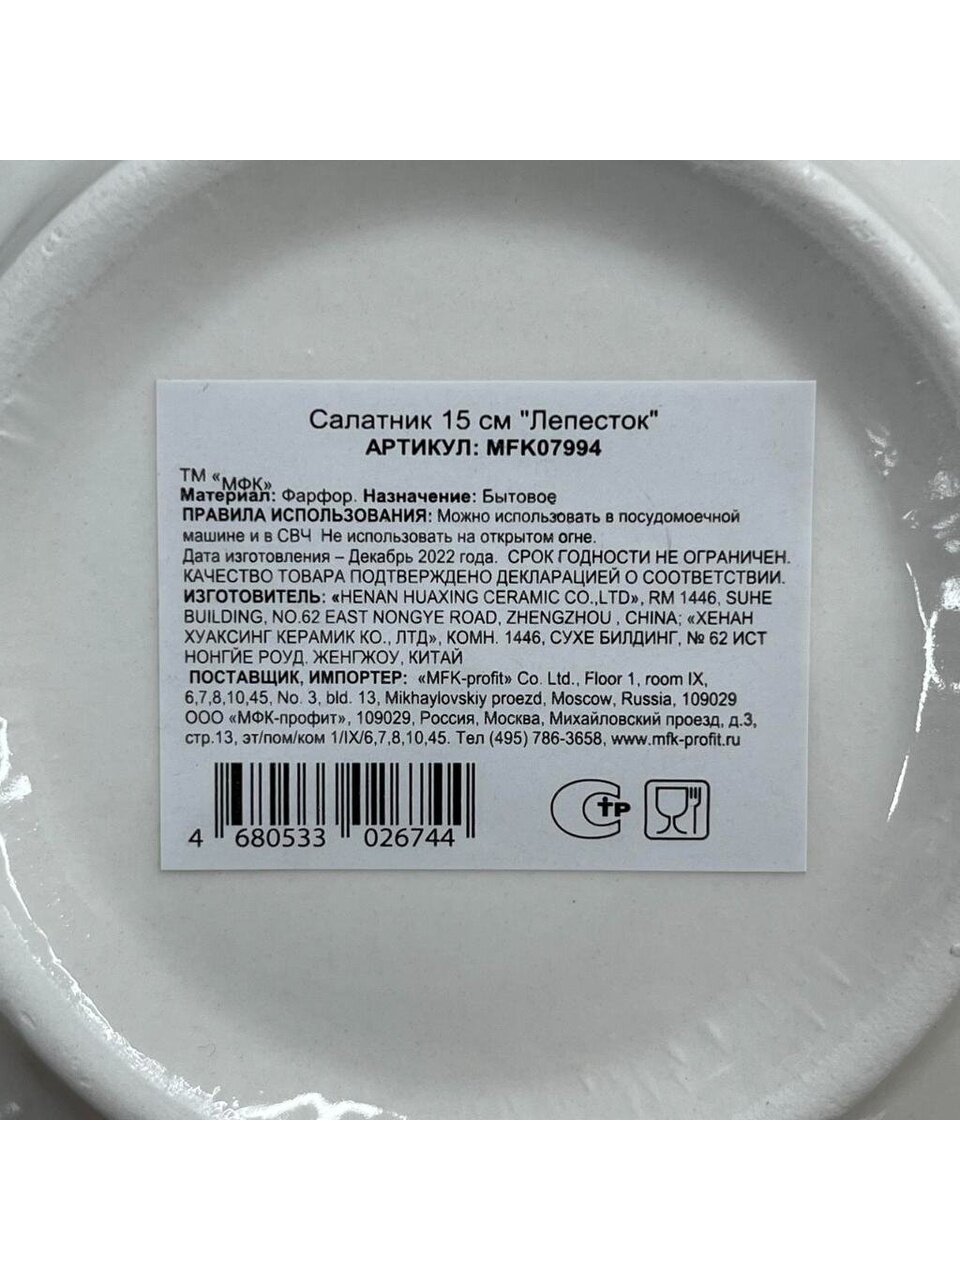 Салатник 15 см "Лепесток"
АРТИКУЛ: MFK07994
ТМ «МФК»
Материал: Фарфор. Назначение: Бытовое
ПРАВИЛА ИСПОЛЬЗОВАНИЯ: Можно использовать в посудомоечной
машине и в СВЧ Не использовать на открытом огне.
Дата изготовления – Декабрь 2022 года. СРОК ГОДНОСТИ НЕ ОГРАНИЧЕН.
КАЧЕСТВО ТОВАРА ПОДТВЕРЖДЕНО ДЕКЛАРАЦИЕЙ О СООТВЕТСТВИИ.
ИЗГОТОВИТЕЛЬ: «HENAN HUAXING CERAMIC CO.,LTD», RM 1446, SUHE
BUILDING, NO.62 EAST NONGYE ROAD, ZHENGZHOU , CHINA; «ХЕНАН
ХУАКСИНГ КЕРАМИК КО., ЛТД», КОМН. 1446, СУХЕ БИЛДИНГ, № 62 ИСТ
НОНГЙЕ РОУД. ЖЕНГЖОУ, КИТАЙ
ПОСТАВЩИК, ИМПОРТЕР: «MFK-profit» Co. Ltd., Floor 1, room IX,
6,7,8,10,45, No. 3, bld. 13, Mikhaylovskiy proezd, Moscow, Russia, 109029
ООО «МФК-профит», 109029, Россия, Москва, Михайловский проезд, д.3,
стр.13, эт/пом/ком 1/IX/6,7,8,10,45. Тел (495) 786-3658, www.mfk-profit.ru
4 680533 026744
СтР